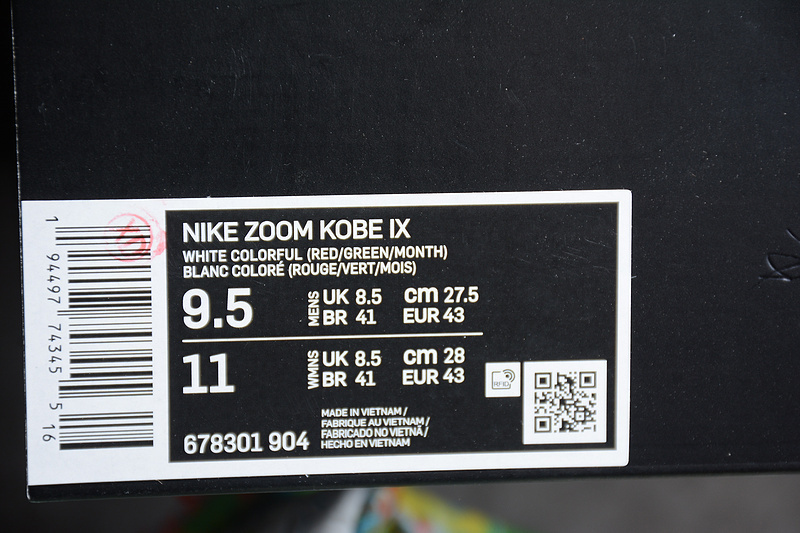 NIKE ZOOM KOBE IX
WHITE COLORFUL (RED/GREEN/MONTH)
BLANC COLORÉ (ROUGE/VERT/MOIS)
9.5 MENS UK 8.5 cm 27.5
BR 41 EUR 43
11 WMNS UK 8.5 cm 28
BR 41 EUR 43
RFID
678301 904
MADE IN VIETNAM /
FABRIQUE AU VIETNAM /
FABRICADO NO VIETNÃ /
HECHO EN VIETNAM
1 94497 74345 5 16